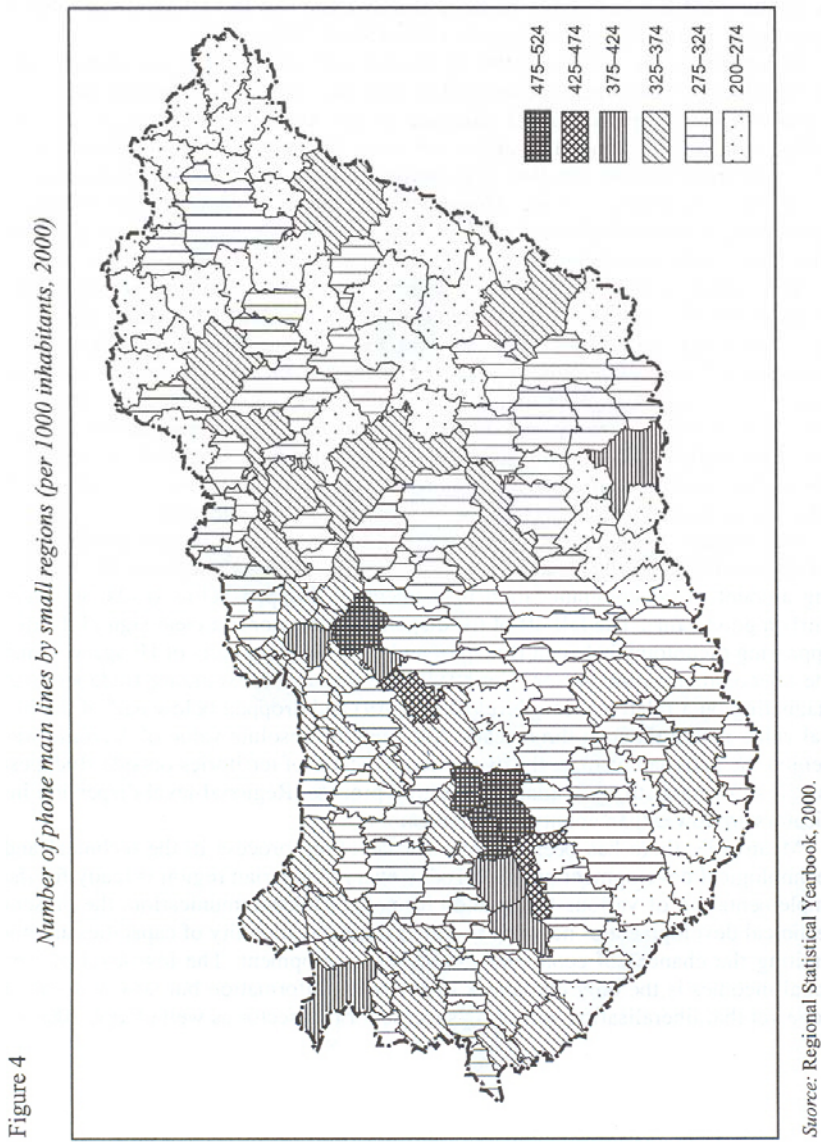 Figure 4
Number of phone main lines by small regions (per 1000 inhabitants, 2000)
475–524
425–474
375–424
325–374
275–324
200–274
Suorce: Regional Statistical Yearbook, 2000.